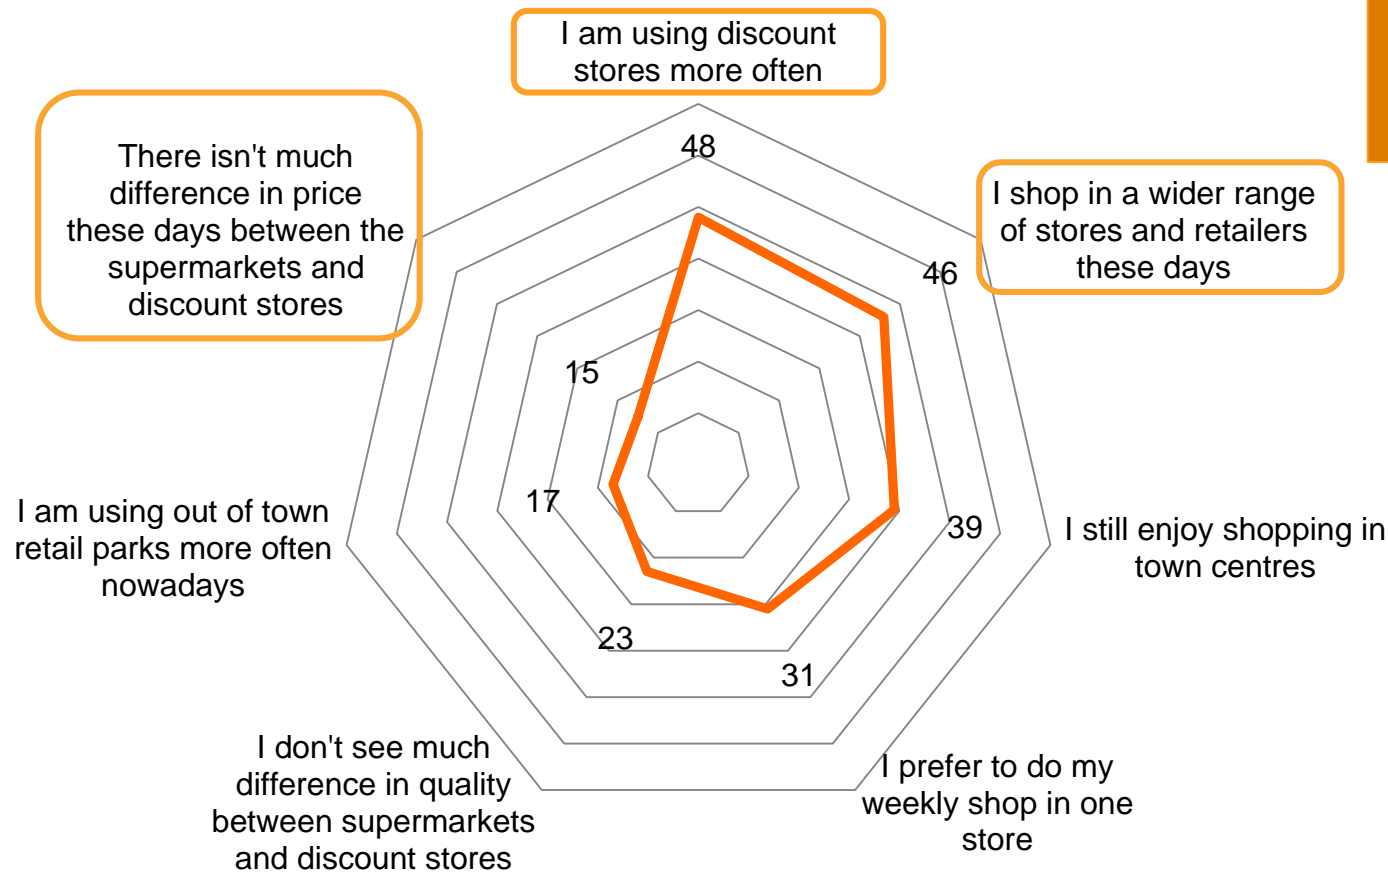 I am using discount
stores more often
48
I shop in a wider range
of stores and retailers
these days
46
I still enjoy shopping in
town centres
39
I prefer to do my
weekly shop in one
store
31
I don't see much
difference in quality
between supermarkets
and discount stores
23
I am using out of town
retail parks more often
nowadays
17
There isn't much
difference in price
these days between the
supermarkets and
discount stores
15